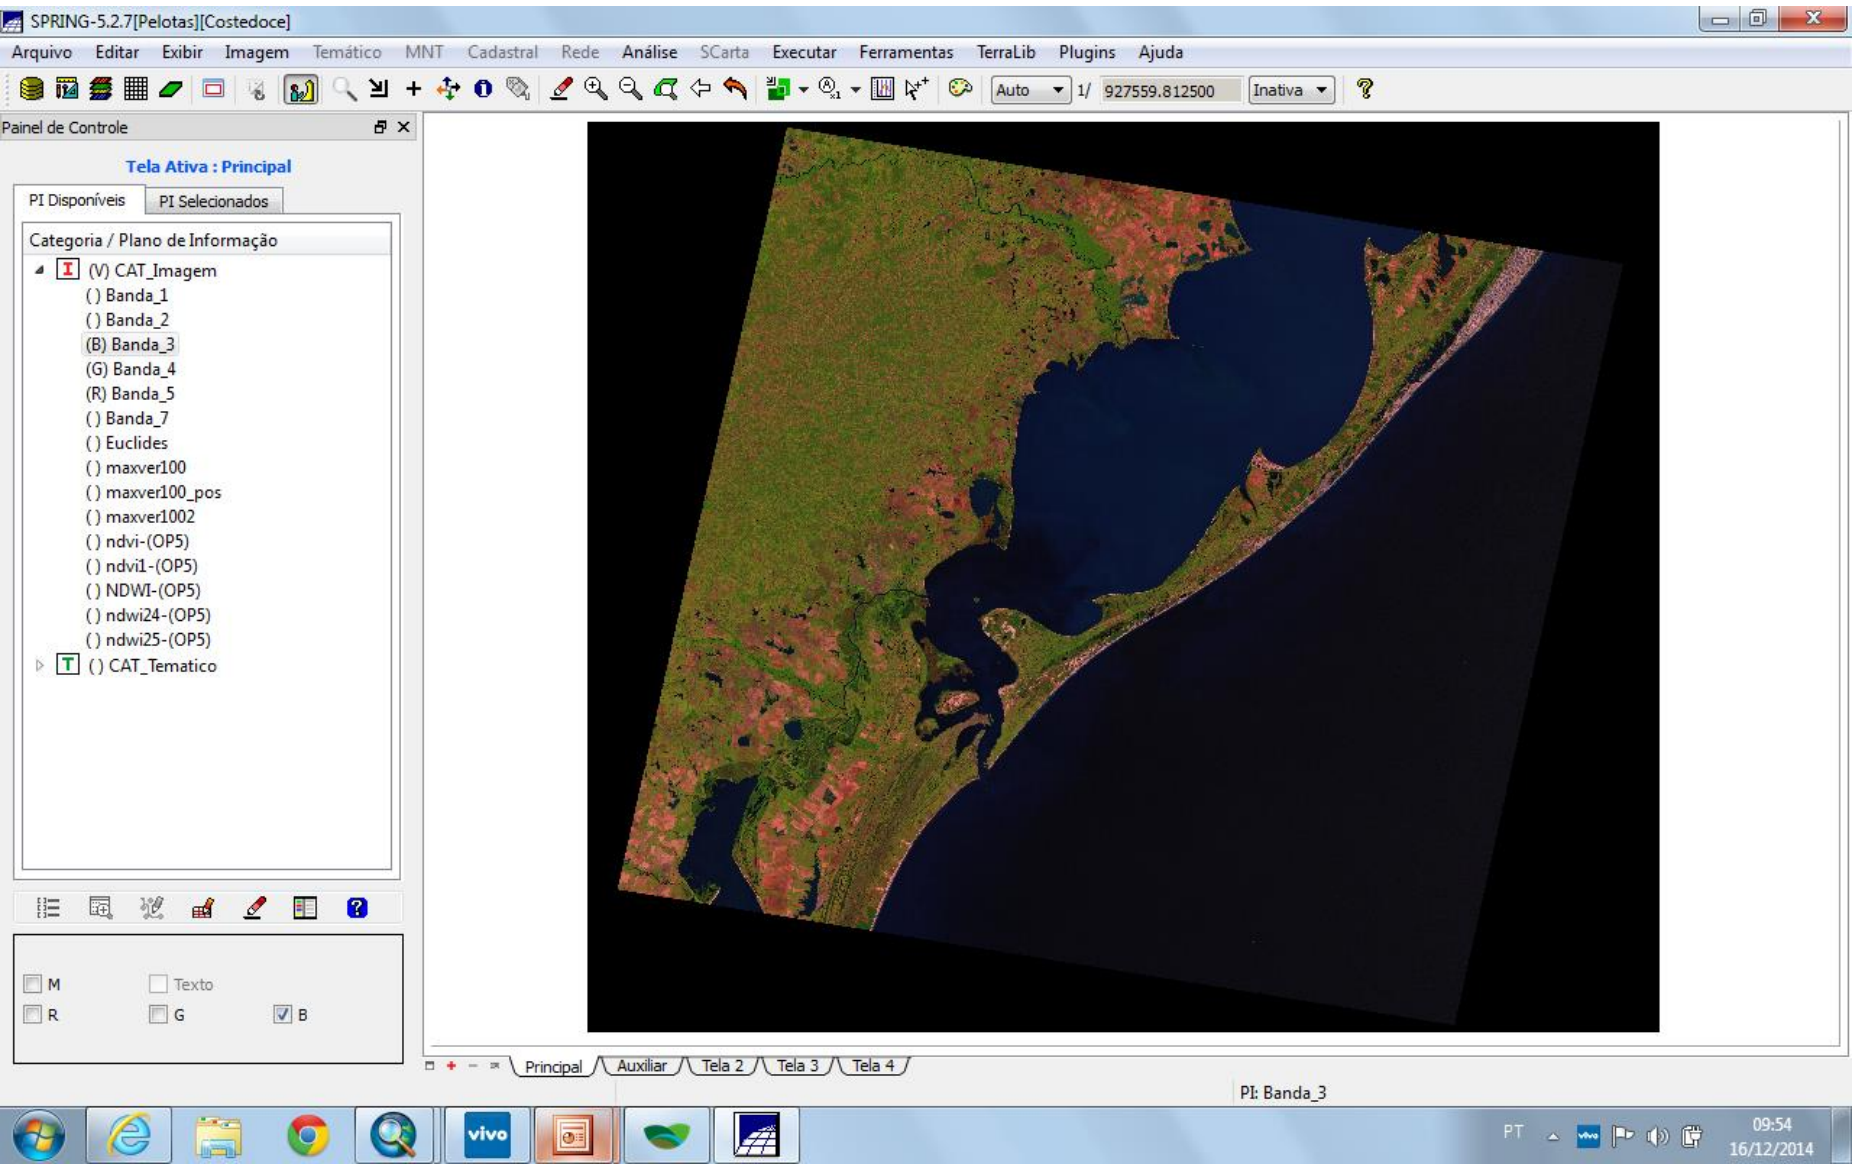 SPRING-5.2.7[Pelotas][Costedoce]
Arquivo Editar Exibir Imagem Temático MNT Cadastral Rede Análise SCarta Executar Ferramentas TerraLib Plugins Ajuda
Auto 1/ 927559.812500 Inativa
Painel de Controle
Tela Ativa : Principal
PI Disponíveis PI Selecionados
Categoria / Plano de Informação
I (V) CAT_Imagem
( ) Banda_1
( ) Banda_2
(B) Banda_3
(G) Banda_4
(R) Banda_5
( ) Banda_7
( ) Euclides
( ) maxver100
( ) maxver100_pos
( ) maxver1002
( ) ndvi-(OP5)
( ) ndvi1-(OP5)
( ) NDWI-(OP5)
( ) ndwi24-(OP5)
( ) ndwi25-(OP5)
T ( ) CAT_Tematico
M Texto
R G B
Principal Auxiliar Tela 2 Tela 3 Tela 4
PI: Banda_3
vivo
PT vivo 09:54
16/12/2014